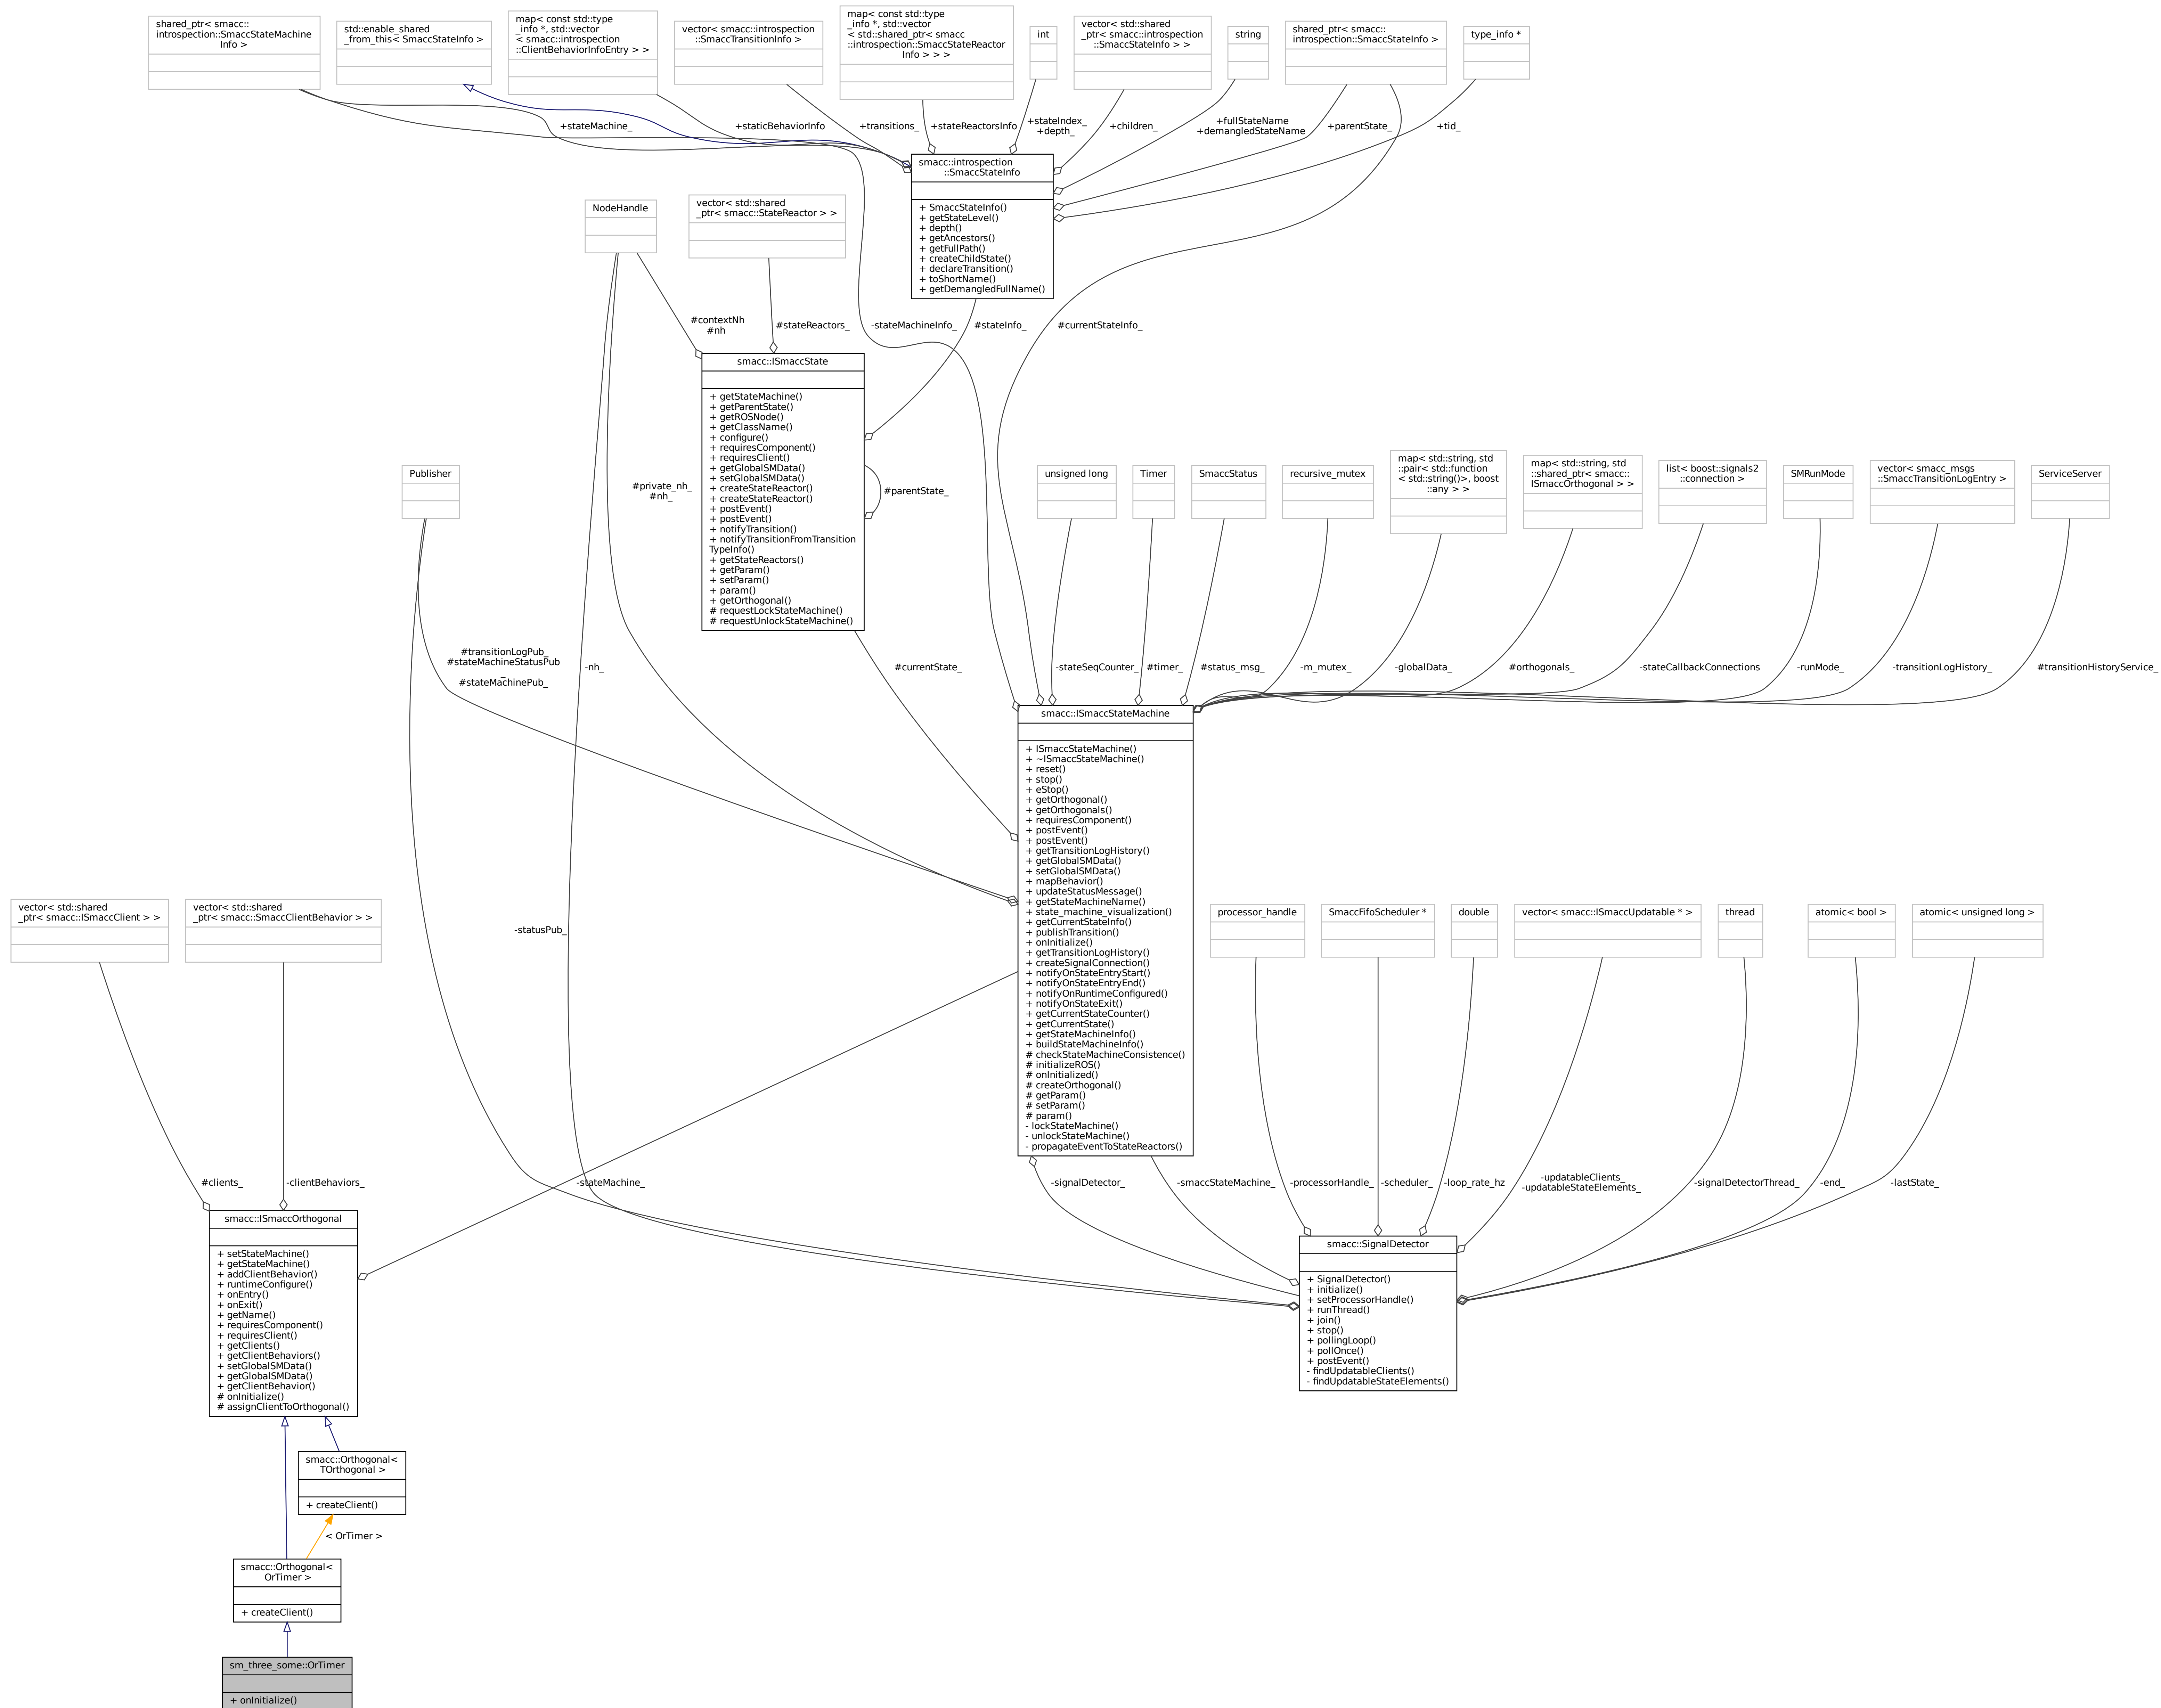 shared_ptr< smacc::
introspection::SmaccStateMachine
Info >
std::enable_shared
_from_this< SmaccStateInfo >
map< const std::type
_info *, std::vector
< smacc::introspection
::ClientBehaviorInfoEntry > >
vector< smacc::introspection
::SmaccTransitionInfo >
map< const std::type
_info *, std::vector
< std::shared_ptr< smacc
::introspection::SmaccStateReactor
Info > > >
int
vector< std::shared
_ptr< smacc::introspection
::SmaccStateInfo > >
string
shared_ptr< smacc::
introspection::SmaccStateInfo >
type_info *
+stateMachine_
+staticBehaviorInfo
+transitions_
+stateReactorsInfo
+stateIndex_
+depth_
+children_
+fullStateName
+demangledStateName
+parentState_
+tid_
smacc::introspection
::SmaccStateInfo
+ SmaccStateInfo()
+ getStateLevel()
+ depth()
+ getAncestors()
+ getFullPath()
+ createChildState()
+ declareTransition()
+ toShortName()
+ getDemangledFullName()
NodeHandle
vector< std::shared
_ptr< smacc::StateReactor > >
#contextNh
#nh
#stateReactors_
-stateMachineInfo_
#stateInfo_
#currentStateInfo_
smacc::ISmaccState
+ getStateMachine()
+ getParentState()
+ getROSNode()
+ getClassName()
+ configure()
+ requiresComponent()
+ requiresClient()
+ getGlobalSMData()
+ setGlobalSMData()
+ createStateReactor()
+ createStateReactor()
+ postEvent()
+ postEvent()
+ notifyTransition()
+ notifyTransitionFromTransition
TypeInfo()
+ getStateReactors()
+ getParam()
+ setParam()
+ param()
+ getOrthogonal()
# requestLockStateMachine()
# requestUnlockStateMachine()
#parentState_
Publisher
#private_nh_
#nh_
unsigned long
Timer
SmaccStatus
recursive_mutex
map< std::string, std
::pair< std::function
< std::string()>, boost
::any > >
map< std::string, std
::shared_ptr< smacc::
ISmaccOrthogonal > >
list< boost::signals2
::connection >
SMRunMode
vector< smacc_msgs
::SmaccTransitionLogEntry >
ServiceServer
#transitionLogPub_
#stateMachineStatusPub
_
#stateMachinePub_
-nh_
#currentState_
-stateSeqCounter_
#timer_
#status_msg_
-m_mutex_
-globalData_
#orthogonals_
-stateCallbackConnections
-runMode_
-transitionLogHistory_
#transitionHistoryService_
smacc::ISmaccStateMachine
+ ISmaccStateMachine()
+ ~ISmaccStateMachine()
+ reset()
+ stop()
+ eStop()
+ getOrthogonal()
+ getOrthogonals()
+ requiresComponent()
+ postEvent()
+ postEvent()
+ getTransitionLogHistory()
+ getGlobalSMData()
+ setGlobalSMData()
+ mapBehavior()
+ updateStatusMessage()
+ getStateMachineName()
+ state_machine_visualization()
+ getCurrentStateInfo()
+ publishTransition()
+ onInitialize()
+ getTransitionLogHistory()
+ createSignalConnection()
+ notifyOnStateEntryStart()
+ notifyOnStateEntryEnd()
+ notifyOnRuntimeConfigured()
+ notifyOnStateExit()
+ getCurrentStateCounter()
+ getCurrentState()
+ getStateMachineInfo()
+ buildStateMachineInfo()
# checkStateMachineConsistence()
# initializeROS()
# onInitialized()
# createOrthogonal()
# getParam()
# setParam()
# param()
- lockStateMachine()
- unlockStateMachine()
- propagateEventToStateReactors()
vector< std::shared
_ptr< smacc::ISmaccClient > >
vector< std::shared
_ptr< smacc::SmaccClientBehavior > >
-statusPub_
processor_handle
SmaccFifoScheduler *
double
vector< smacc::ISmaccUpdatable * >
thread
atomic< bool >
atomic< unsigned long >
#clients_
-clientBehaviors_
-stateMachine_
-signalDetector_
-smaccStateMachine_
-processorHandle_
-scheduler_
-loop_rate_hz
-updatableClients_
-updatableStateElements_
-signalDetectorThread_
-end_
-lastState_
smacc::ISmaccOrthogonal
+ setStateMachine()
+ getStateMachine()
+ addClientBehavior()
+ runtimeConfigure()
+ onEntry()
+ onExit()
+ getName()
+ requiresComponent()
+ requiresClient()
+ getClients()
+ getClientBehaviors()
+ setGlobalSMData()
+ getGlobalSMData()
+ getClientBehavior()
# onInitialize()
# assignClientToOrthogonal()
smacc::SignalDetector
+ SignalDetector()
+ initialize()
+ setProcessorHandle()
+ runThread()
+ join()
+ stop()
+ pollingLoop()
+ pollOnce()
+ postEvent()
- findUpdatableClients()
- findUpdatableStateElements()
smacc::Orthogonal<
TOrthogonal >
+ createClient()
< OrTimer >
smacc::Orthogonal<
OrTimer >
+ createClient()
sm_three_some::OrTimer
+ onInitialize()